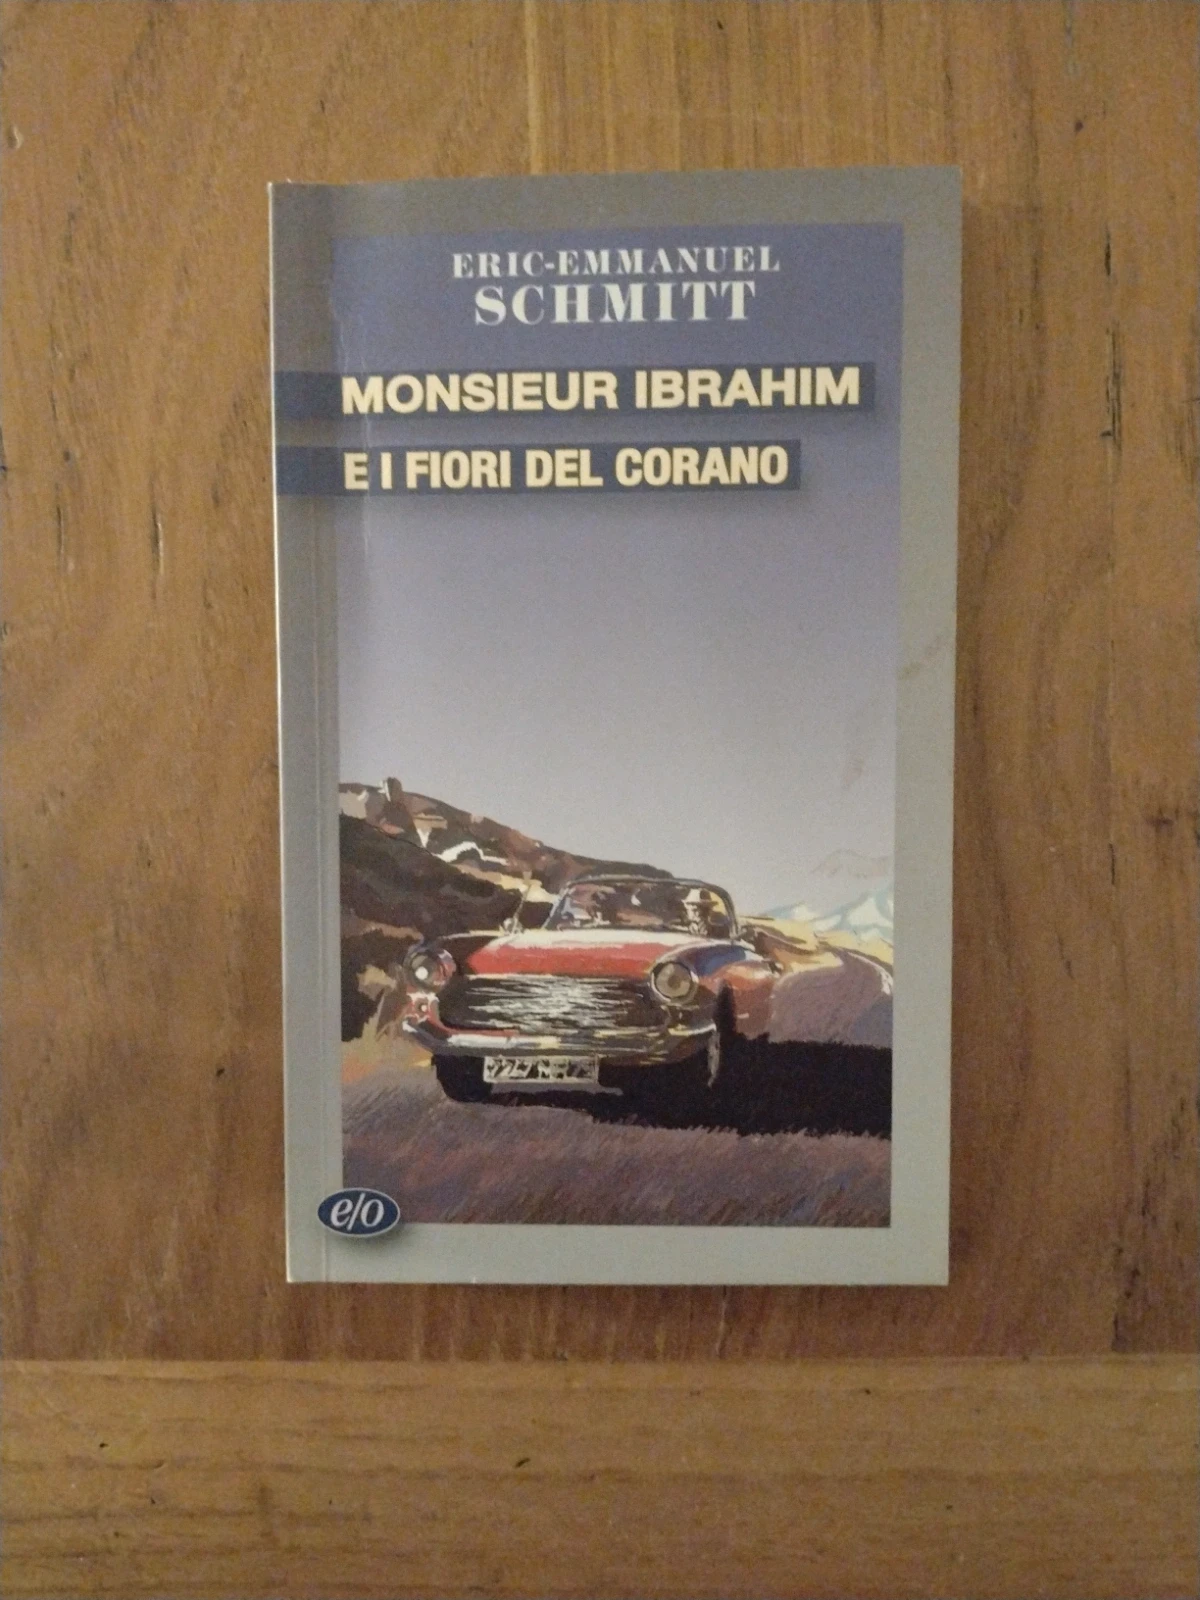 ERIC-EMMANUEL
SCHMITT
MONSIEUR IBRAHIM
E I FIORI DEL CORANO
e/o